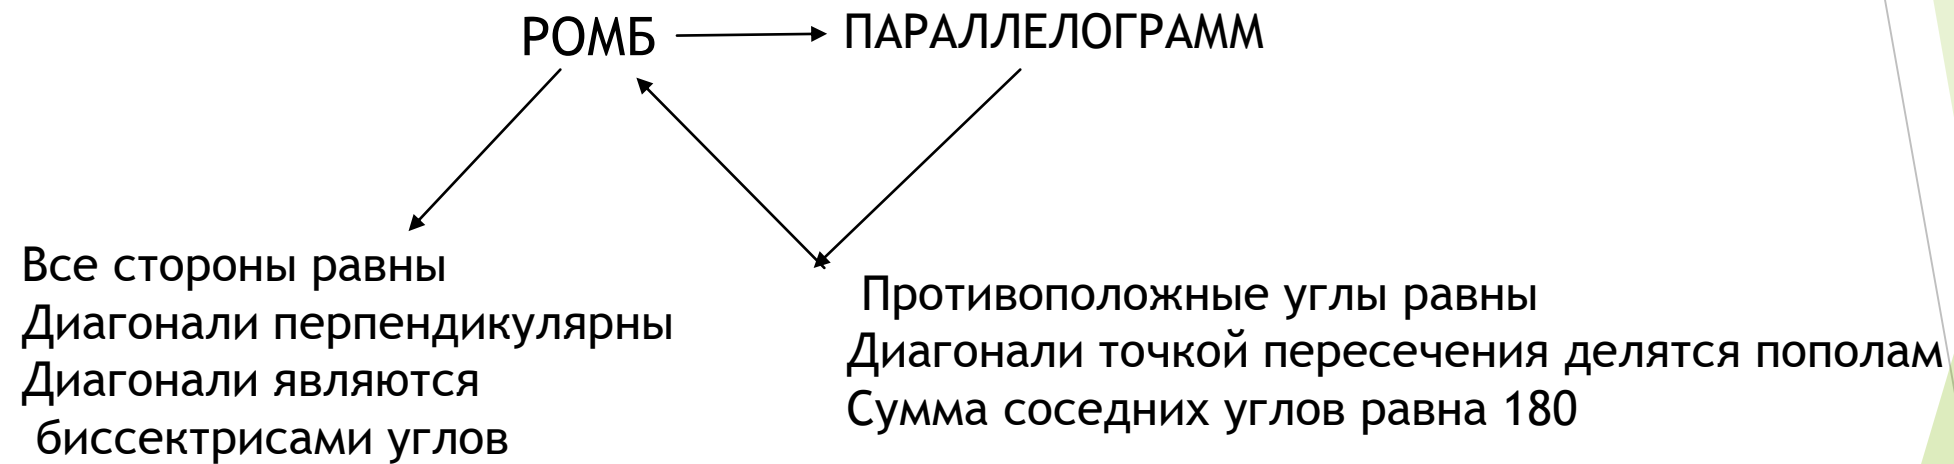 РОМБ
ПАРАЛЛЕЛОГРАММ
Все стороны равны
Диагонали перпендикулярны
Диагонали являются
биссектрисами углов
Противоположные углы равны
Диагонали точкой пересечения делятся пополам
Сумма соседних углов равна 180